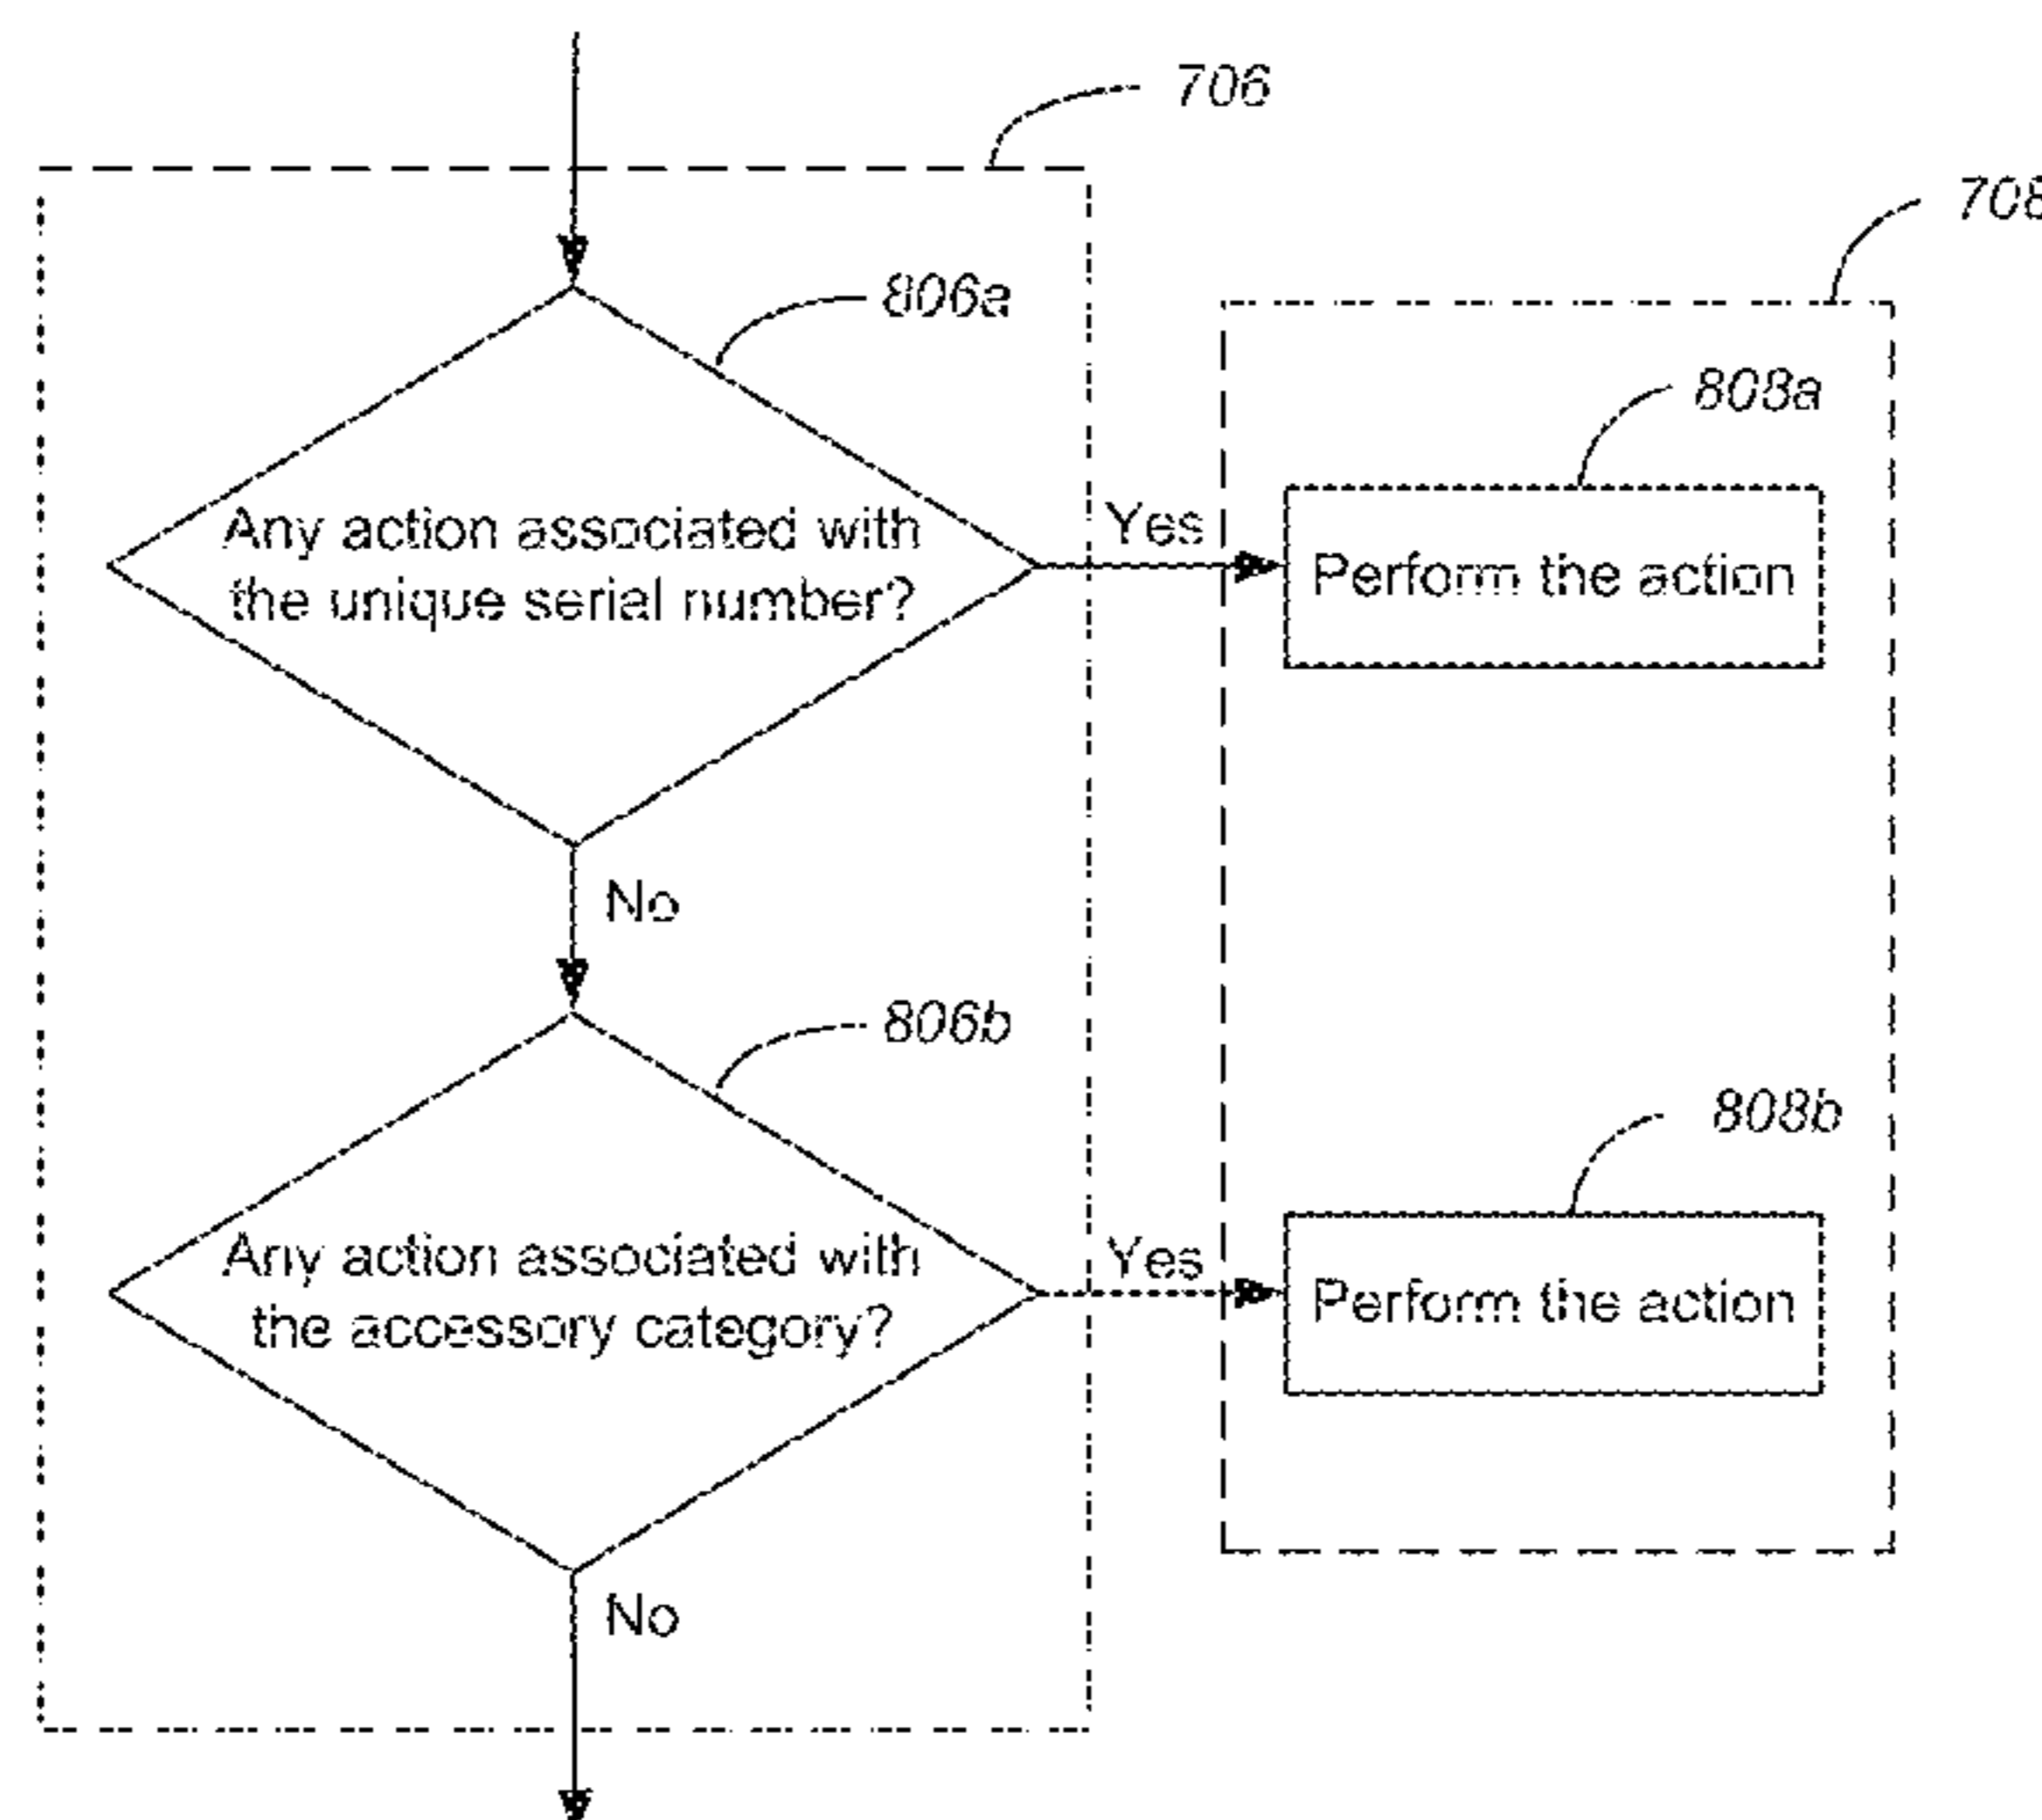 706
708
806a
808a
Any action associated with
the unique serial number?
Yes
Perform the action
No
806b
808b
Any action associated with
the accessory category?
Yes
Perform the action
No